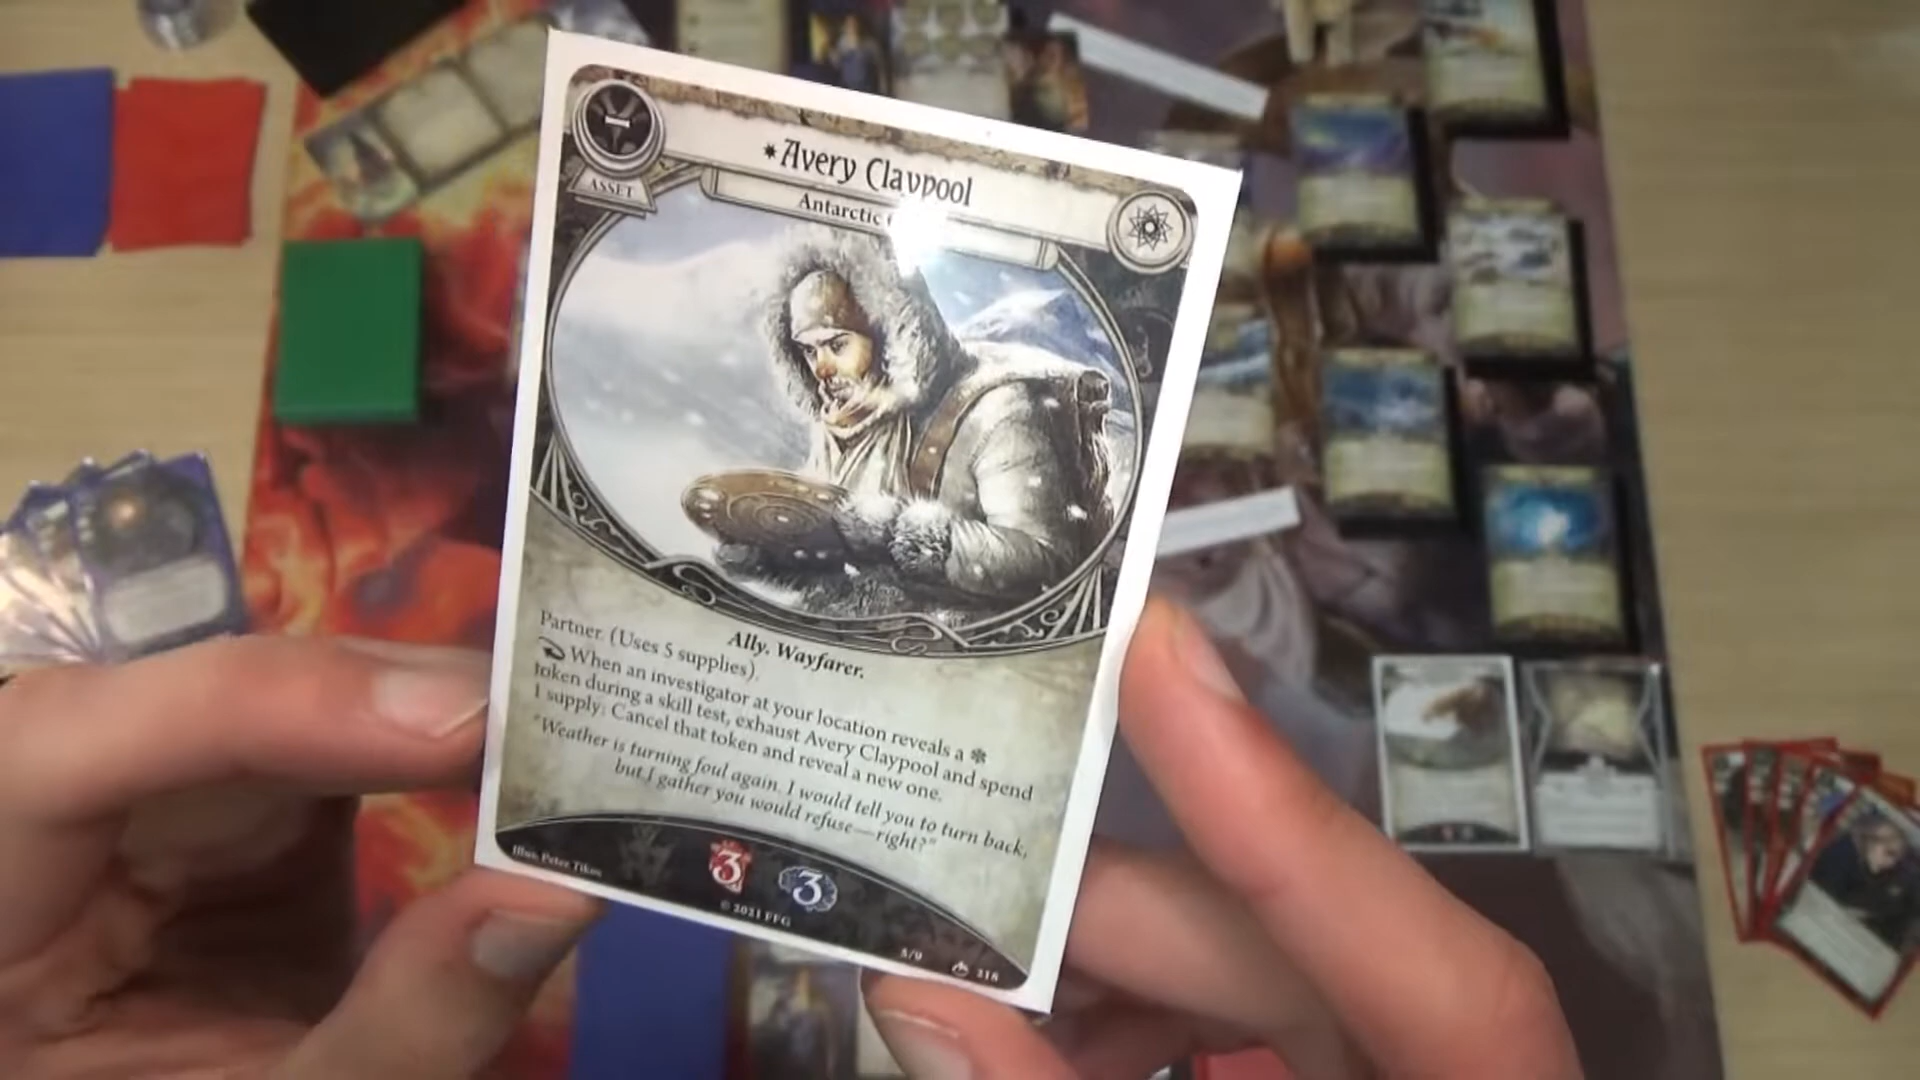 Avery Claypool
Antarctic
ASSET
Ally. Wayfarer.
Partner. (Uses 5 supplies).
When an investigator at your location reveals a
token during a skill test, exhaust Avery Claypool and spend
1 supply: Cancel that token and reveal a new one.
"Weather is turning foul again. I would tell you to turn back,
but I gather you would refuse—right?"
3
3
Illus. Peter Tikos
© 2021 FFG